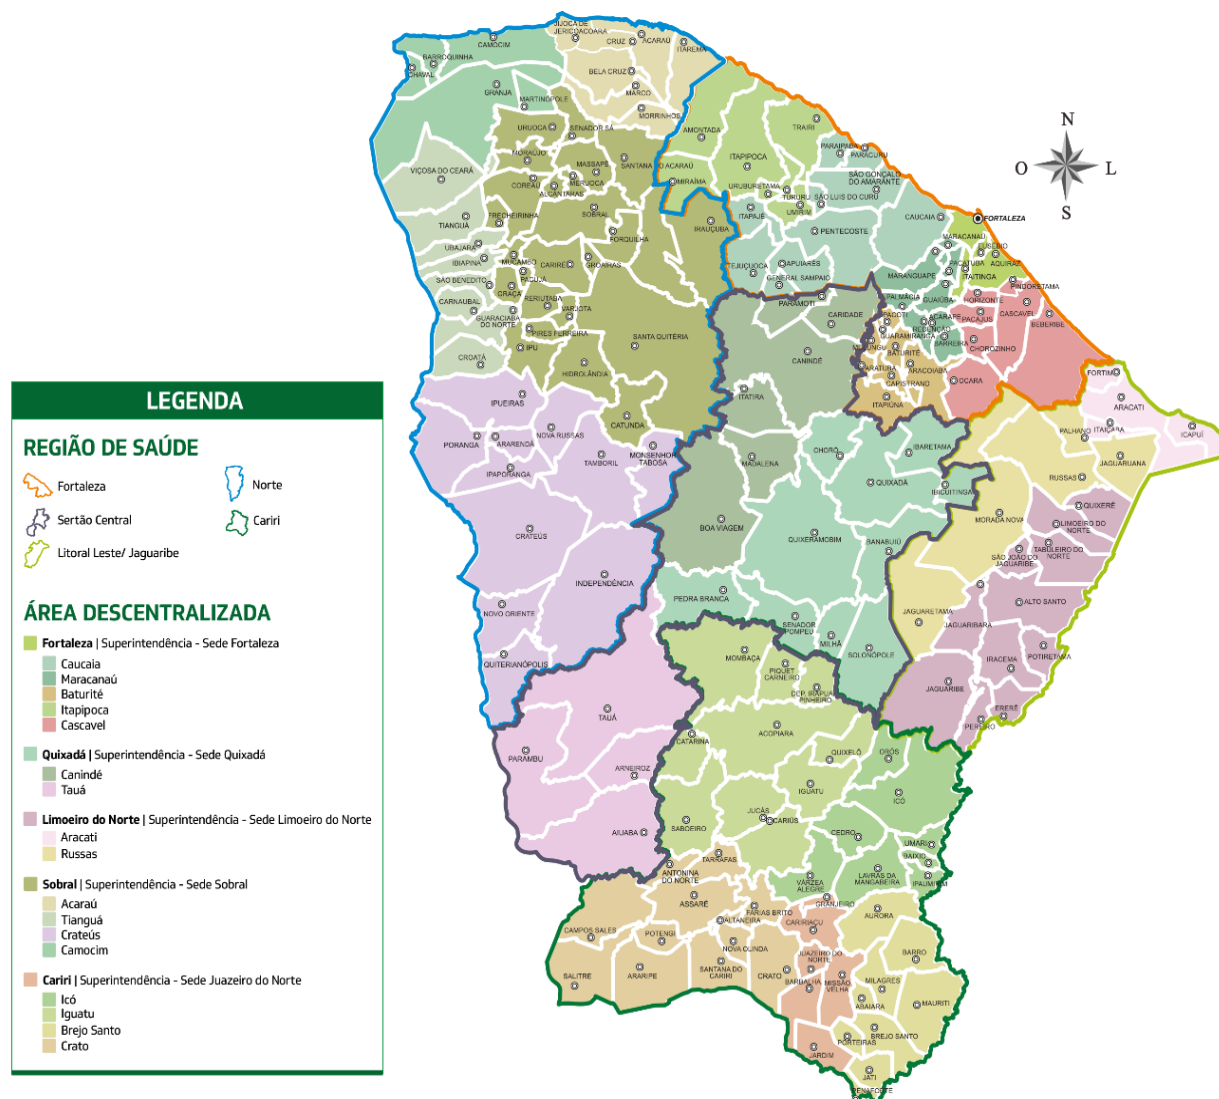 LEGENDA
REGIÃO DE SAÚDE
Fortaleza
Norte
Sertão Central
Cariri
Litoral Leste/ Jaguaribe
ÁREA DESCENTRALIZADA
Fortaleza | Superintendência - Sede Fortaleza
Caucaia
Maracanaú
Baturité
Itapipoca
Cascavel
Quixadá | Superintendência - Sede Quixadá
Canindé
Tauá
Limoeiro do Norte | Superintendência - Sede Limoeiro do Norte
Aracati
Russas
Sobral | Superintendência - Sede Sobral
Acaraú
Tianguá
Crateús
Camocim
Cariri | Superintendência - Sede Juazeiro do Norte
Icó
Iguatu
Brejo Santo
Crato
N
O
L
S
JIJOCA DE
JERICOACOARA
CRUZ
ACARAÚ
ITAREMA
CAMOCIM
BARROQUINHA
CHAVAL
BELA CRUZ
GRANJA
MARCO
MARTINÓPOLE
MORRINHOS
URUOCA
SENADOR SÁ
AMONTADA
TRAIRI
MORAÚJO
MASSAPÊ
SANTANA
DO ACARAÚ
PARAIPABA
PARACURU
VIÇOSA DO CEARÁ
COREAÚ
MERUOCA
ALCÂNTARAS
MIRAÍMA
ITAPIPOCA
URUBURETAMA
TURURU
UMIRIM
SÃO GONÇALO
DO AMARANTE
SÃO LUIS DO CURU
TIANGUÁ
FRECHEIRINHA
SOBRAL
FORQUILHA
IRAUÇUBA
ITAPAJÉ
PENTECOSTE
CAUCAIA
FORTALEZA
UBAJARA
IBIAPINA
MUCAMBO
PACUJÁ
CARIRÉ
GROAÍRAS
TEJUÇUOCA
APUIARÉS
GENERAL SAMPAIO
MARACANAÚ
EUSÉBIO
AQUIRAZ
PACATUBA
ITAITINGA
MARANGUAPE
SÃO BENEDITO
GRAÇA
RERIUTABA
VARJOTA
CARNAUBAL
GUARACIABA
DO NORTE
PIRES FERREIRA
PARAMOTI
CARIDADE
PALMÁCIA
GUAIÚBA
HORIZONTE
PINDORETAMA
PACOTI
ACARAPE
REDENÇÃO
PACAJUS
CASCAVEL
BEBERIBE
GUARAMIRANGA
MULUNGU
BARREIRA
CHOROZINHO
CROATÁ
IPU
HIDROLÂNDIA
SANTA QUITÉRIA
CANINDÉ
BATURITÉ
ARATUBA
ARACOIABA
CAPISTRANO
OCARA
FORTIM
ITATIRA
ITAPIÚNA
ARACATI
IPUEIRAS
CATUNDA
PORANGA
ARARENDÁ
NOVA RUSSAS
MONSENHOR
TABOSA
TAMBORIL
IPAPORANGA
MADALENA
CHORÓ
IBARETAMA
PALHANO
ITAIÇABA
ICAPUÍ
JAGUARUANA
RUSSAS
QUIXADÁ
IBICUITINGA
QUIXERÊ
CRATEÚS
BOA VIAGEM
QUIXERAMOBIM
BANABUIÚ
MORADA NOVA
LIMOEIRO DO
NORTE
TABULEIRO DO
NORTE
SÃO JOÃO DO
JAGUARIBE
INDEPENDÊNCIA
NOVO ORIENTE
PEDRA BRANCA
ALTO SANTO
JAGUARETAMA
JAGUARIBARA
SENADOR
POMPEU
MILHÃ
SOLONÓPOLE
QUITERIANÓPOLIS
MOMBAÇA
PIQUET
CARNEIRO
DEP. IRAPUAN
PINHEIRO
POTIRETAMA
IRACEMA
JAGUARIBE
ERERÊ
PEREIRO
TAUÁ
PARAMBU
CATARINA
ACOPIARA
QUIXELÔ
ORÓS
ARNEIROZ
IGUATU
ICÓ
AIUABA
SABOEIRO
JUCÁS
CARIÚS
CEDRO
UMARI
BAIXIO
TARRAFAS
ANTONINA
DO NORTE
VÁRZEA
ALEGRE
LAVRAS DA
MANGABEIRA
IPAUMIRIM
ASSARÉ
GRANJEIRO
FARIAS BRITO
ALTANEIRA
CARIRIAÇU
AURORA
CAMPOS SALES
POTENGI
NOVA OLINDA
JUAZEIRO DO
NORTE
BARRO
SALITRE
ARARIPE
SANTANA DO
CARIRI
CRATO
BARBALHA
MISSÃO
VELHA
MILAGRES
ABAIARA
MAURITI
BREJO SANTO
PORTEIRAS
JARDIM
JATI
PENAFORTE